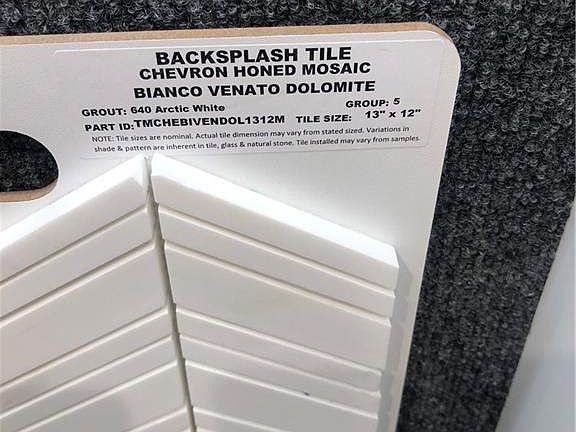 BACKSPLASH TILE
CHEVRON HONED MOSAIC
BIANCO VENATO DOLOMITE
GROUT: 640 Arctic White GROUP: 5
PART ID:TMCHEBIVENDOL1312M TILE SIZE: 13" x 12"
NOTE: Tile sizes are nominal. Actual tile dimension may vary from stated sized. Variations in
shade & pattern are inherent in tile, glass & natural stone. Tile installed may vary from samples.